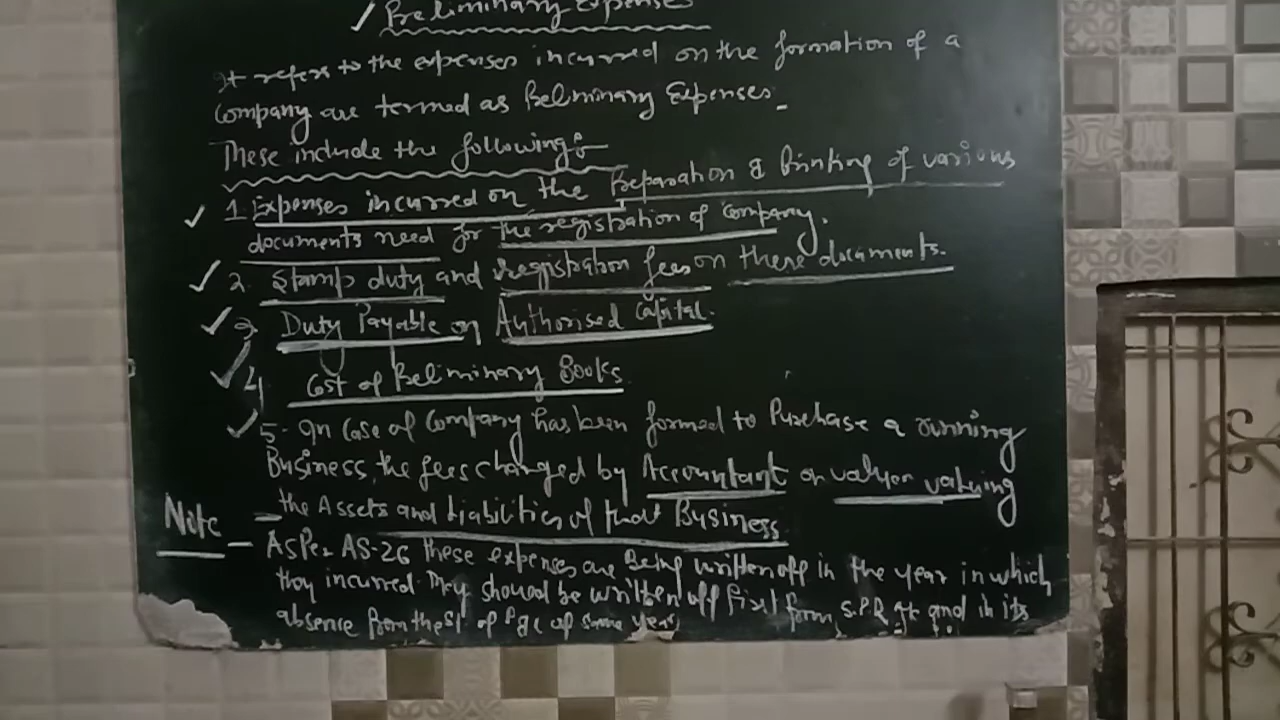 Preliminary Expenses
It refers to the expenses incurred on the formation of a
Company are termed as Preliminary Expenses.
These include the following:-
1. Expenses incurred on the Preparation & Printing of various
documents need for the registration of company.
2. Stamp duty and registration fees on these documents.
3. Duty Payable on Authorised Capital.
4 Cost of Preliminary Books
5- In Case of Company has been formed to Purchase a running
Business, the fees charged by Accountant or valuer valuing
the Assets and Liabilities of that Business
Note - As Per AS-26 these expenses are Being written off in the year in which
they incurred. They should be written off first form S.P.R. and in its
absence from the St of P&L of same year